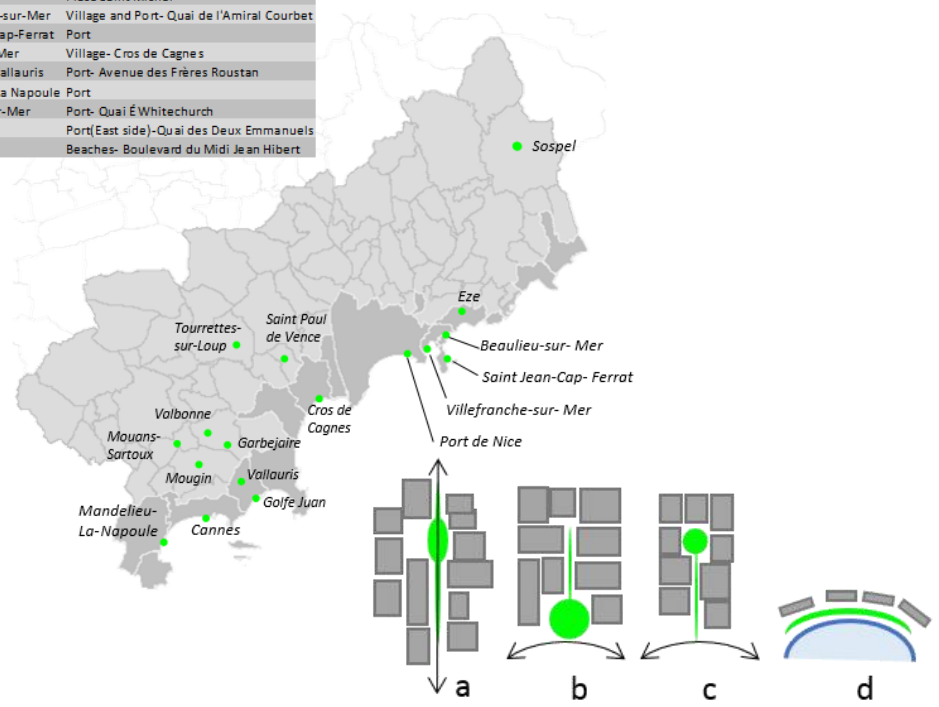 -sur-Mer Village and Port- Quai de l'Amiral Courbet
ap-Ferrat Port
Mer Village- Cros de Cagnes
allauris Port- Avenue des Frères Roustan
a Napoule Port
r-Mer Port- Quai É Whitechurch
Port(East side)-Quai des Deux Emmanuels
Beaches- Boulevard du Midi Jean Hibert
Sospel
Eze
Tourrettes-
sur-Loup
Saint Paul
de Vence
Beaulieu-sur- Mer
Saint Jean-Cap- Ferrat
Villefranche-sur- Mer
Port de Nice
Cros de
Cagnes
Valbonne
Mouans-
Sartoux
Garbejaire
Mougin
Vallauris
Golfe Juan
Mandelieu-
La-Napoule
Cannes
a
b
c
d